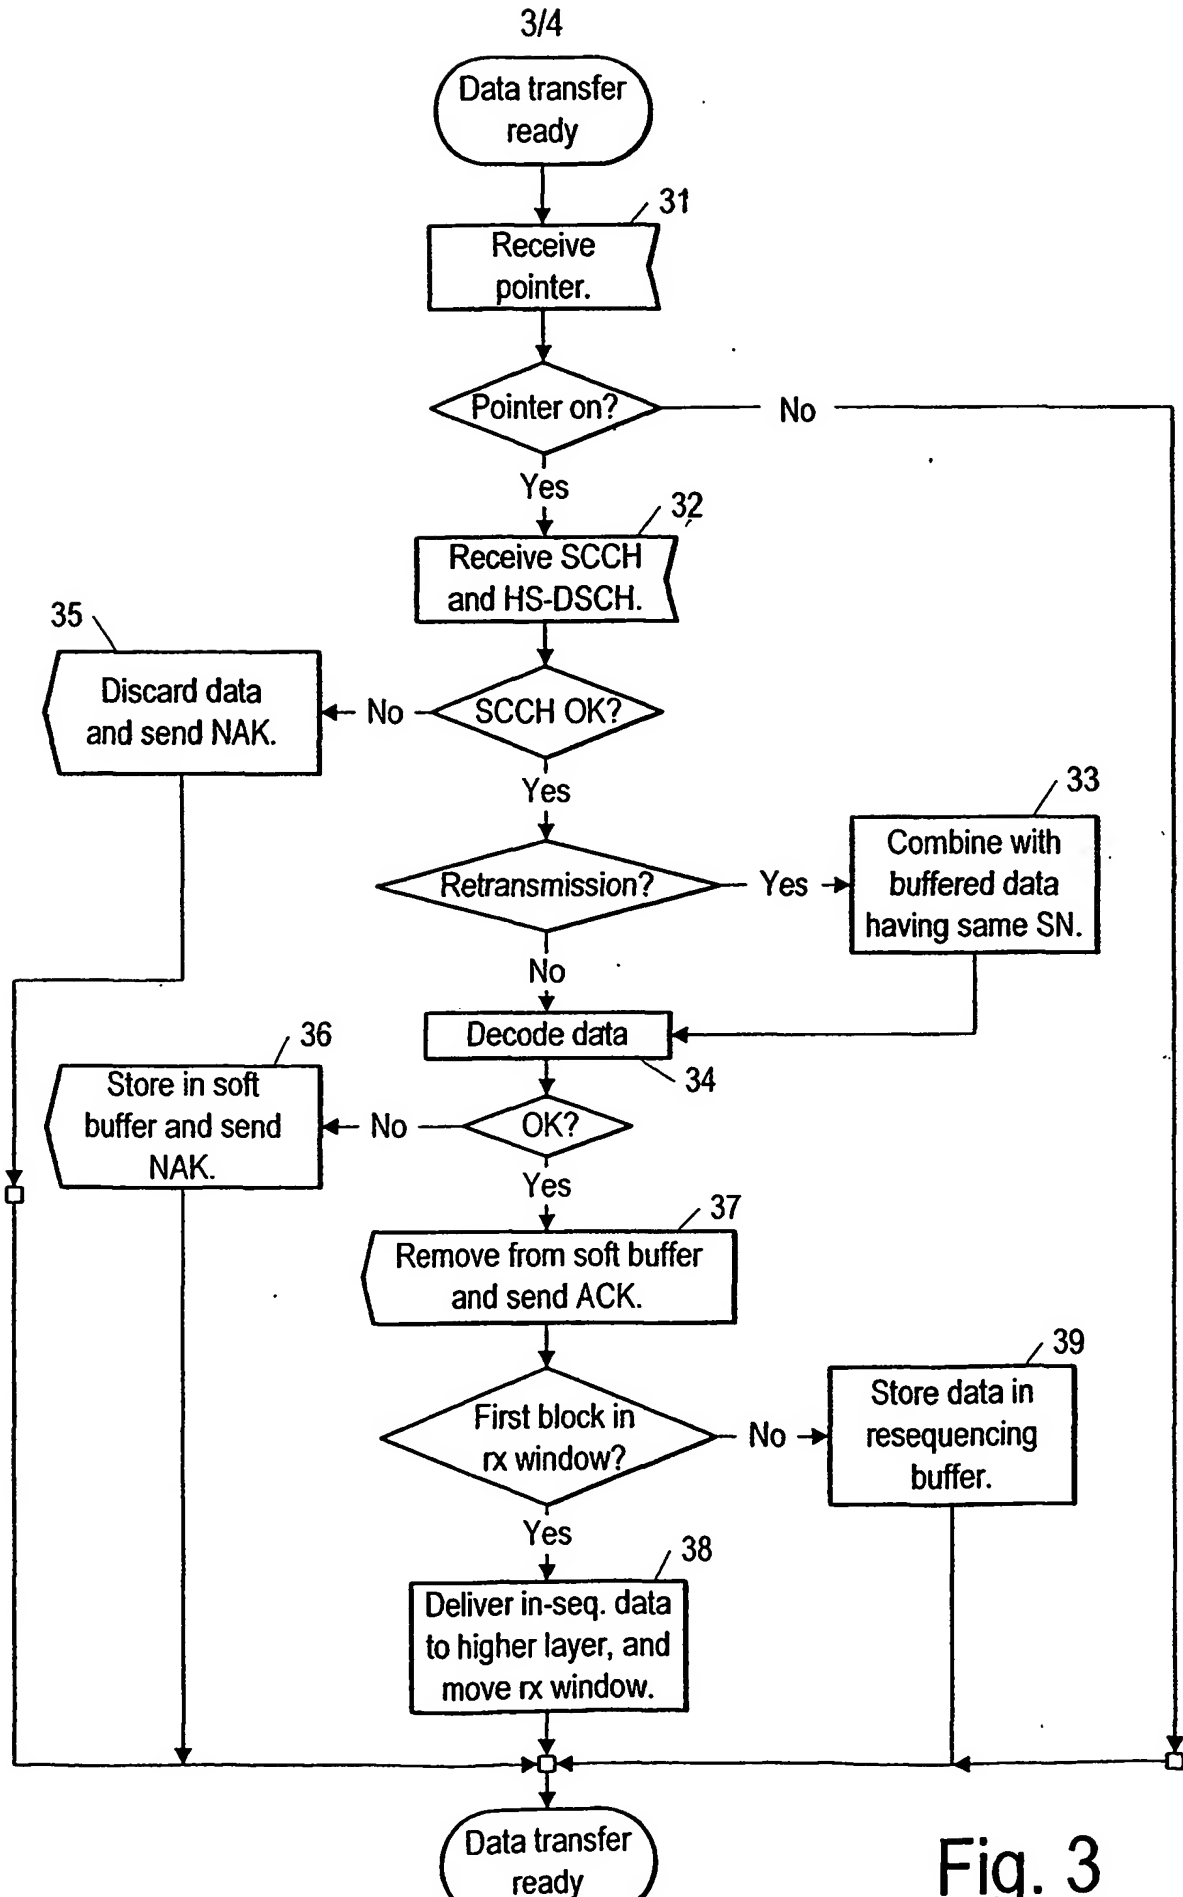 3/4
Data transfer
ready
31
Receive
pointer.
Pointer on?
No
Yes
32
Receive SCCH
and HS-DSCH.
35
Discard data
and send NAK.
No
SCCH OK?
Yes
33
Combine with
buffered data
having same SN.
Retransmission?
Yes
No
Decode data
34
36
Store in soft
buffer and send
NAK.
No
OK?
Yes
37
Remove from soft buffer
and send ACK.
39
Store data in
resequencing
buffer.
First block in
rx window?
No
Yes
38
Deliver in-seq. data
to higher layer, and
move rx window.
Data transfer
ready
Fig. 3